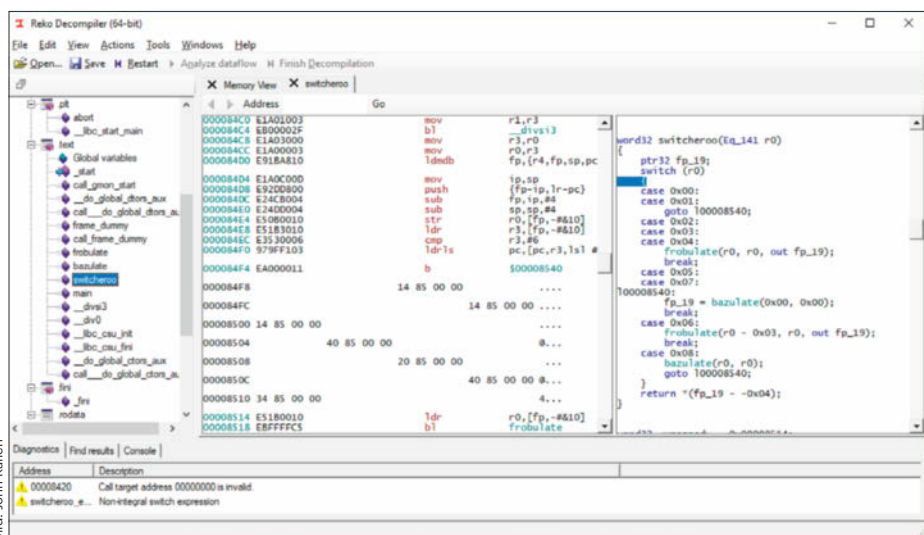 Reko Decompiler (64-bit)
File Edit View Actions Tools Windows Help
Open... Save Restart Analyze dataflow Finish Decompilation
Memory View switcheroo
Address Go
.plt
abort
__libc_start_main
.text
Global variables
_start
call_gmon_start
__do_global_dtors_aux
call___do_global_dtors_au
frame_dummy
call_frame_dummy
frobulate
bazulate
switcheroo
main
__divsi3
__div0
__libc_csu_init
__libc_csu_fini
__do_global_ctors_aux
call___do_global_ctors_au
.fini
_fini
.rodata
000084C0 E1A01003 mov r1,r3
000084C4 EB00002F bl __divsi3
000084C8 E1A03000 mov r3,r0
000084CC E1A00003 mov r0,r3
000084D0 E91BA810 ldmdb fp,{r4,fp,sp,pc
000084D4 E1A0C00D mov ip,sp
000084D8 E92DD800 push {fp-ip,lr-pc}
000084DC E24CB004 sub fp,ip,#4
000084E0 E24DD004 sub sp,sp,#4
000084E4 E50B0010 str r0,[fp,-#&10]
000084E8 E51B3010 ldr r3,[fp,-#&10]
000084EC E3530006 cmp r3,#6
000084F0 979FF103 ldrls pc,[pc,r3,lsl #
000084F4 EA000011 b $00008540
000084F8 14 85 00 00 ....
000084FC 14 85 00 00 ....
00008500 14 85 00 00 ....
00008504 40 85 00 00 @...
00008508 20 85 00 00 ...
0000850C 40 85 00 00 @...
00008510 34 85 00 00 4...
00008514 E51B0010 ldr r0,[fp,-#&10]
00008518 EBFFFFC5 bl frobulate
word32 switcheroo(Eq_141 r0)
{
ptr32 fp_19;
switch (r0)
{
case 0x00:
case 0x01:
goto l00008540;
case 0x02:
case 0x03:
case 0x04:
frobulate(r0, r0, out fp_19);
break;
case 0x05:
case 0x07:
l00008540:
fp_19 = bazulate(0x00, 0x00);
break;
case 0x06:
frobulate(r0 - 0x03, r0, out fp_19);
break;
case 0x08:
bazulate(r0, r0);
goto l00008540;
}
return *(fp_19 - -0x04);
}
Diagnostics Find results Console
Address Description
00008420 Call target address 00000000 is invalid.
switcheroo_e... Non-integral switch expression